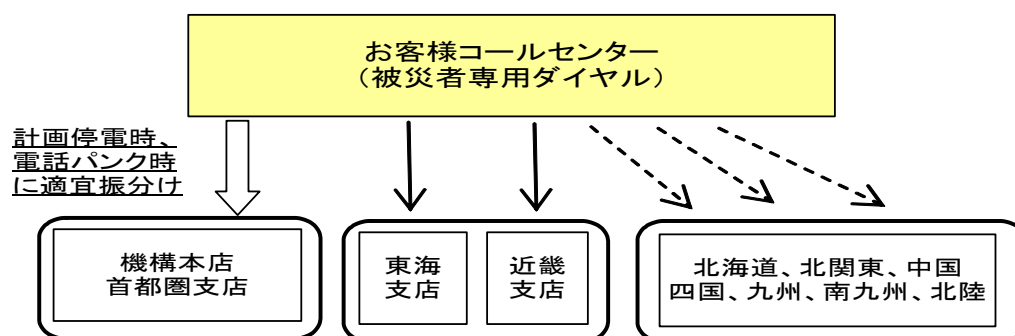 お客様コールセンター
（被災者専用ダイヤル）
計画停電時、
電話パンク時
に適宜振分け
機構本店
首都圏支店
東海
支店
近畿
支店
北海道、北関東、中国
四国、九州、南九州、北陸